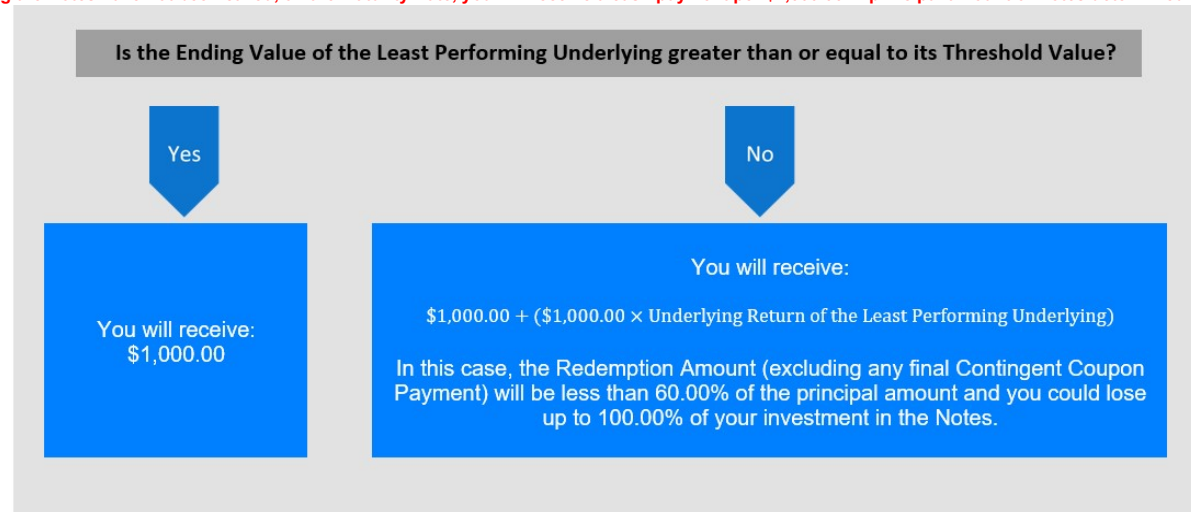 Is the Ending Value of the Least Performing Underlying greater than or equal to its Threshold Value?
Yes
No
You will receive:
$1,000.00
You will receive:
$1,000.00 + ($1,000.00 × Underlying Return of the Least Performing Underlying)
In this case, the Redemption Amount (excluding any final Contingent Coupon
Payment) will be less than 60.00% of the principal amount and you could lose
up to 100.00% of your investment in the Notes.